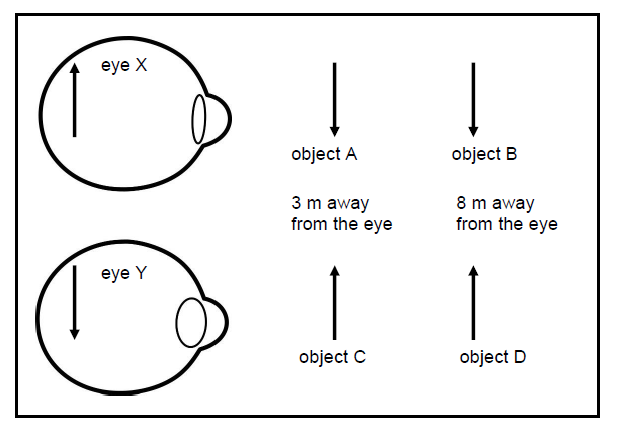 eye X
object A
object B
3 m away
from the eye
8 m away
from the eye
eye Y
object C
object D